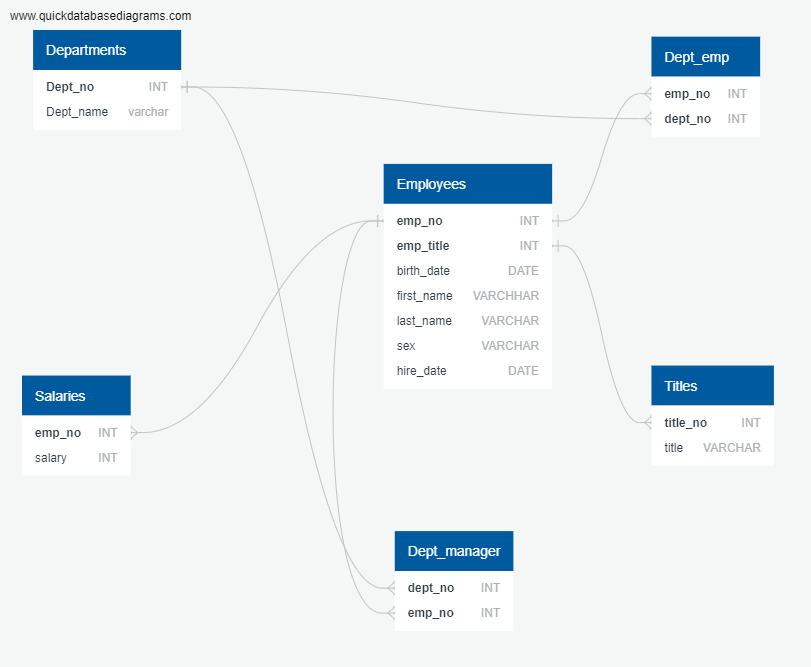 www.quickdatabasediagrams.com
Departments
Dept_no INT
Dept_name varchar
Dept_emp
emp_no INT
dept_no INT
Employees
emp_no INT
emp_title INT
birth_date DATE
first_name VARCHHAR
last_name VARCHAR
sex VARCHAR
hire_date DATE
Salaries
emp_no INT
salary INT
Titles
title_no INT
title VARCHAR
Dept_manager
dept_no INT
emp_no INT